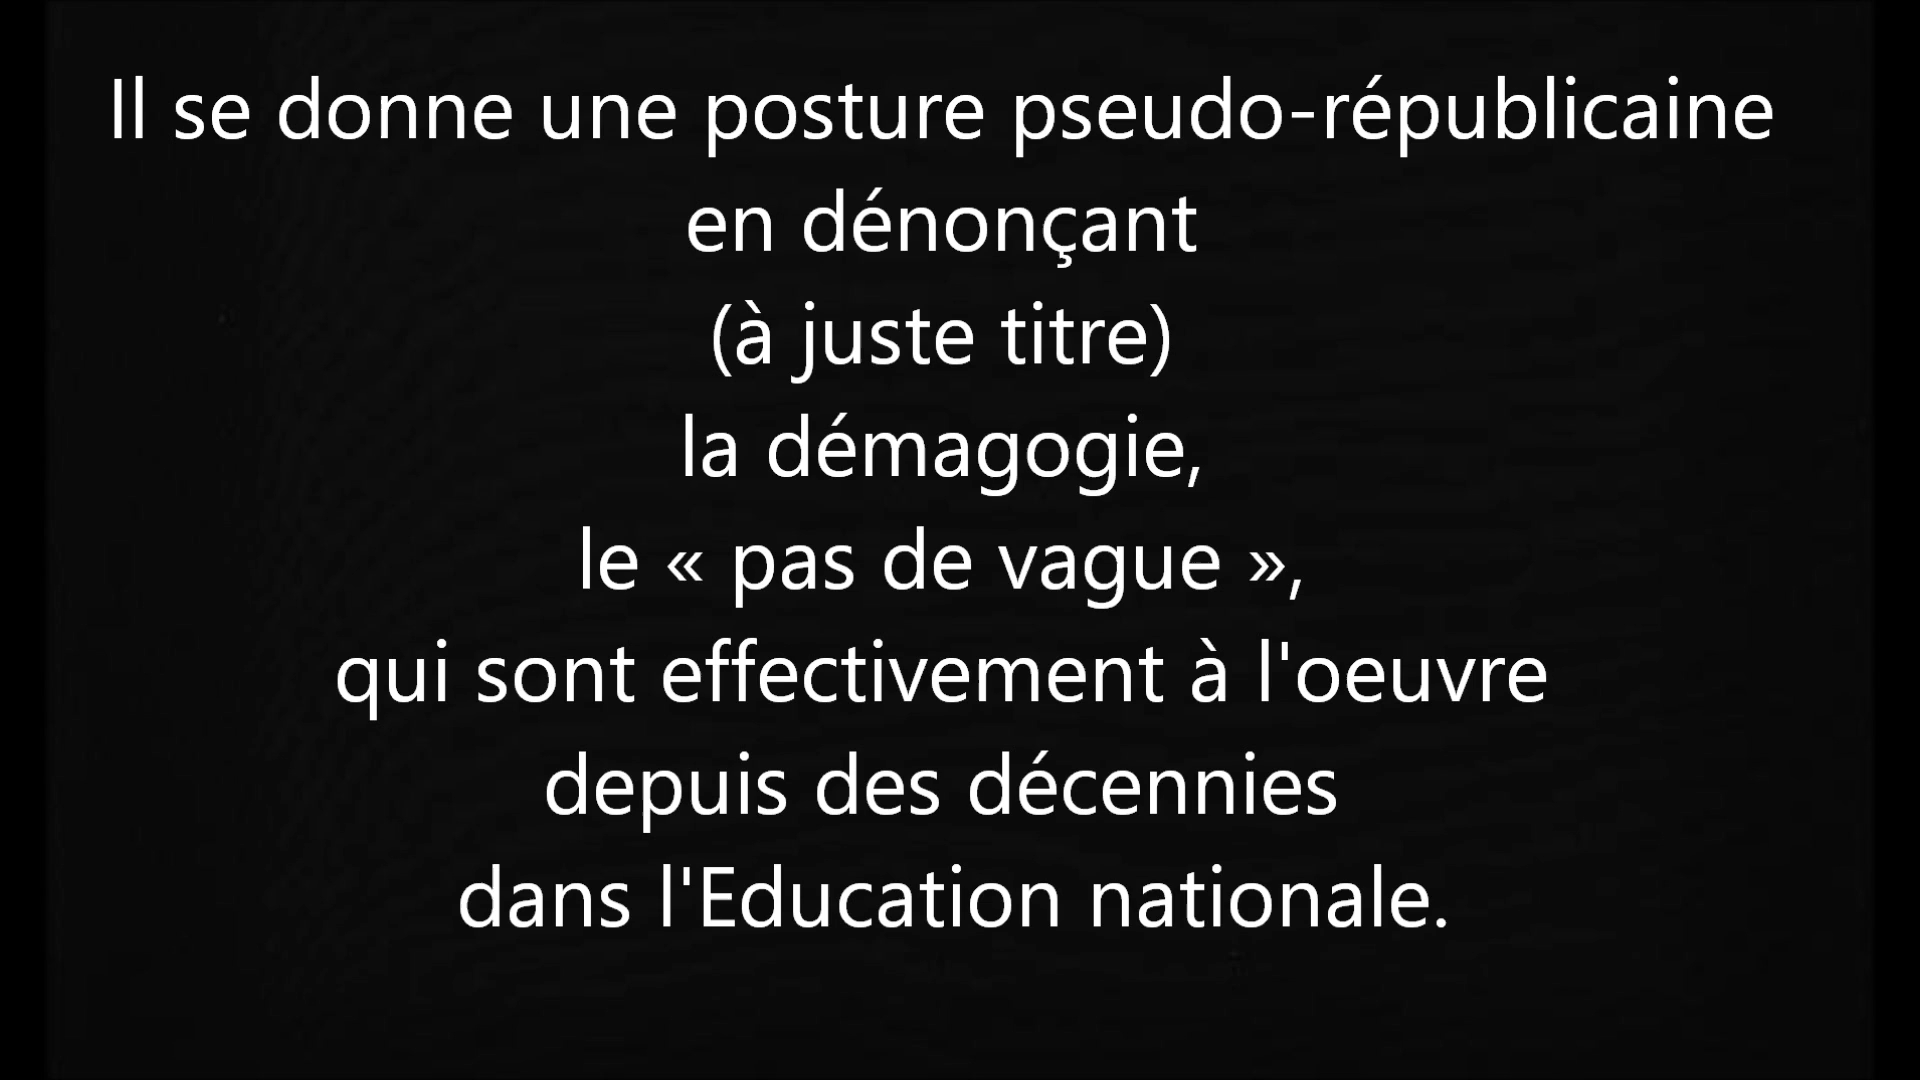 Il se donne une posture pseudo-républicaine
en dénonçant
(à juste titre)
la démagogie,
le « pas de vague »,
qui sont effectivement à l'oeuvre
depuis des décennies
dans l'Education nationale.